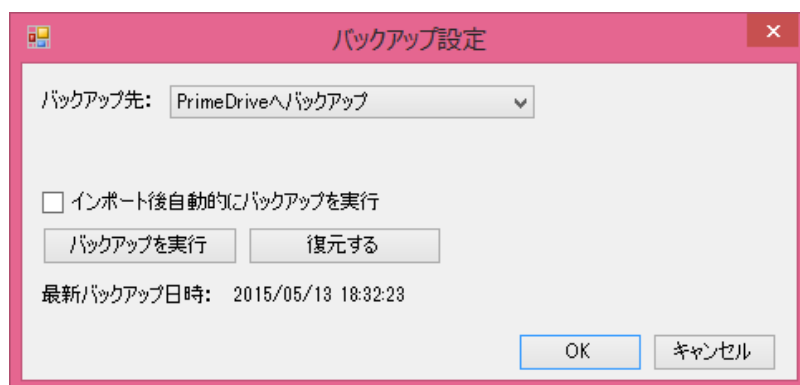 バックアップ設定
バックアップ先： PrimeDriveへバックアップ
インポート後自動的にバックアップを実行
バックアップを実行 復元する
最新バックアップ日時： 2015/05/13 18:32:23
OK キャンセル